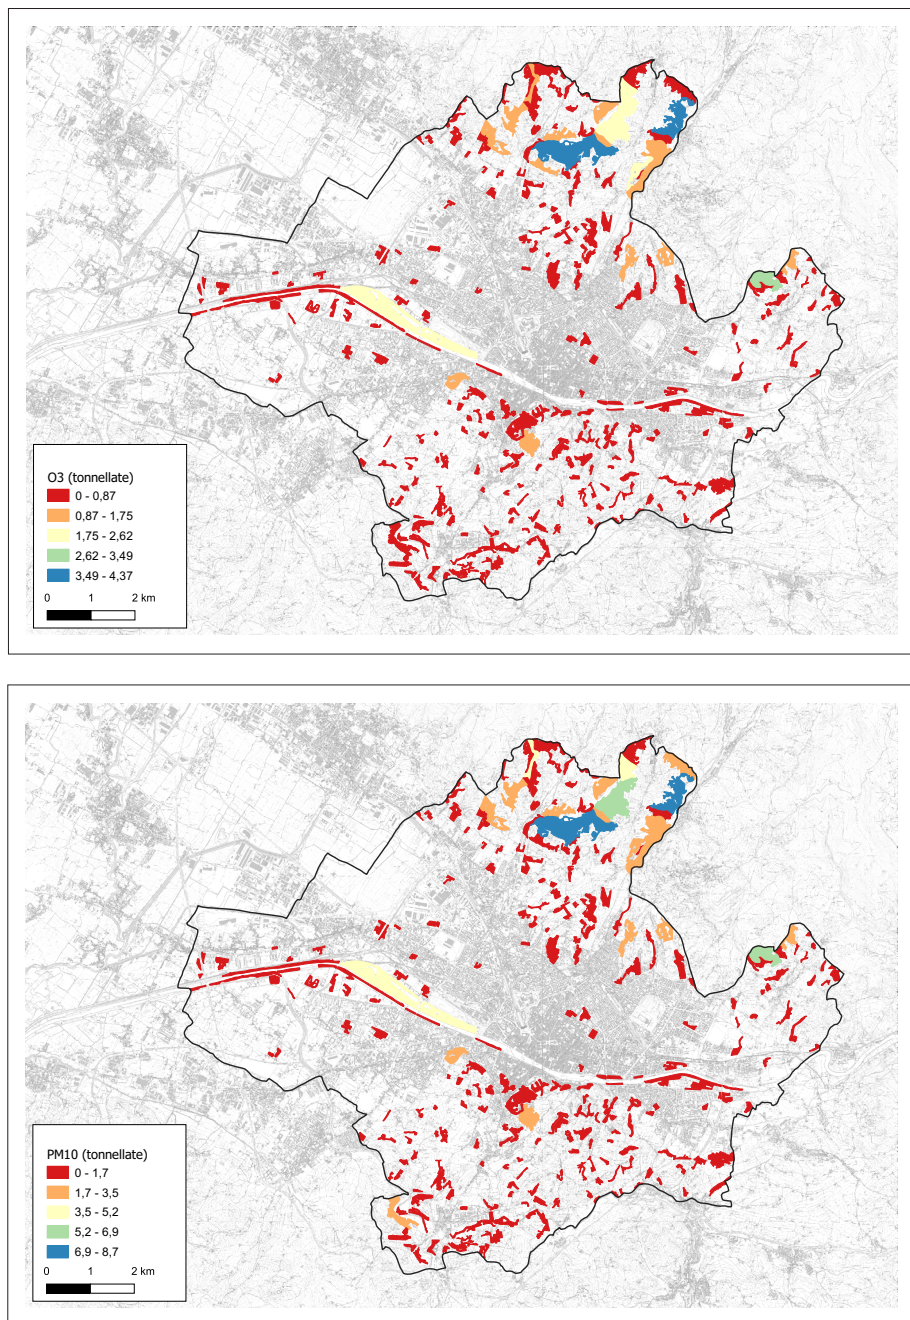 O3 (tonnellate)
0 - 0,87
0,87 - 1,75
1,75 - 2,62
2,62 - 3,49
3,49 - 4,37
0 1 2 km
PM10 (tonnellate)
0 - 1,7
1,7 - 3,5
3,5 - 5,2
5,2 - 6,9
6,9 - 8,7
0 1 2 km